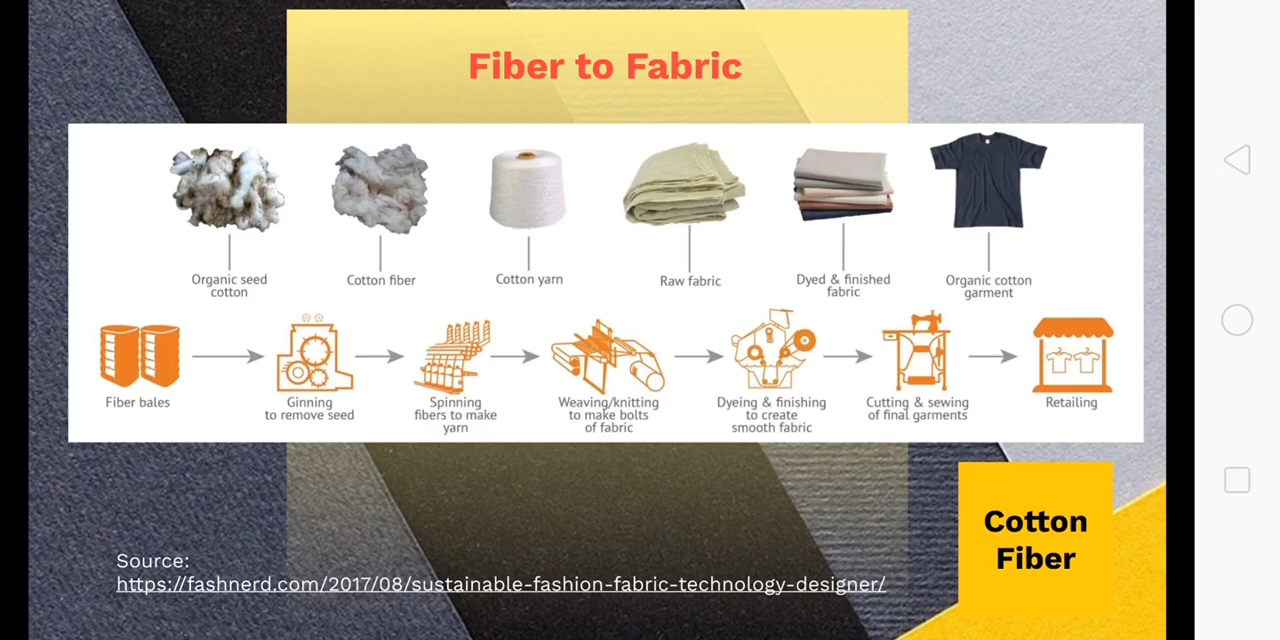 Fiber to Fabric
Organic seed
cotton
Cotton fiber
Cotton yarn
Raw fabric
Dyed & finished
fabric
Organic cotton
garment
Fiber bales
Ginning
to remove seed
Spinning
fibers to make
yarn
Weaving/knitting
to make bolts
of fabric
Dyeing & finishing
to create
smooth fabric
Cutting & sewing
of final garments
Retailing
Cotton
Fiber
Source:
https://fashnerd.com/2017/08/sustainable-fashion-fabric-technology-designer/